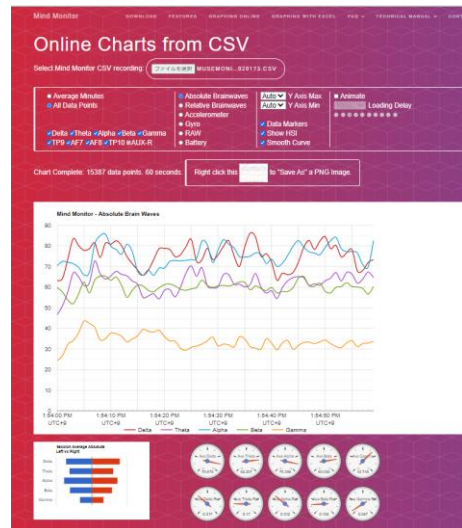 Mind Monitor
DOWNLOAD FEATURES GRAPHING ONLINE GRAPHING WITH EXCEL FAQ TECHNICAL MANUAL
Online Charts from CSV
Select Mind Monitor CSV recording: ファイルを選択
Average Minutes
All Data Points
Absolute Brainwaves
Relative Brainwaves
Accelerometer
Gyro
RAW
Battery
Auto Y Axis Max
Auto Y Axis Min
Data Markers
Show HSI
Smooth Curve
Animate
Loading Delay
Delta Theta Alpha Beta Gamma
TP9 AF7 AF8 TP10 AUX-R
Chart Complete: 15387 data points. 60 seconds.
Right click this to "Save As" a PNG Image.
Mind Monitor - Absolute Brain Waves
90
80
70
60
50
40
30
20
10
0
1:54:00 PM 1:54:10 1:54:20 1:54:30 1:54:40 1:54:50
UTC+9 UTC+9 UTC+9 UTC+9 UTC+9 UTC+9
Delta Theta Alpha Beta Gamma
Left vs Right
Delta
Theta
Alpha
Beta
Gamma